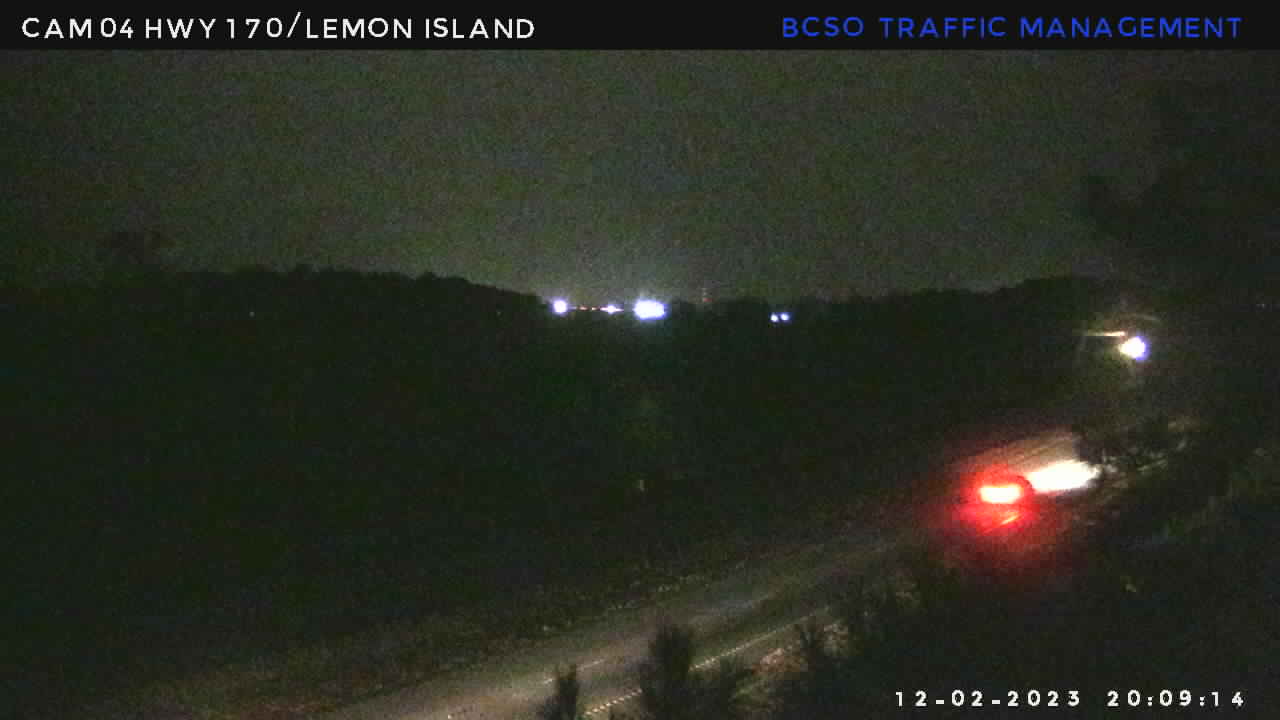 CAM04 HWY 170/LEMON ISLAND
BCSO TRAFFIC MANAGEMENT
12-02-2023 20:09:14